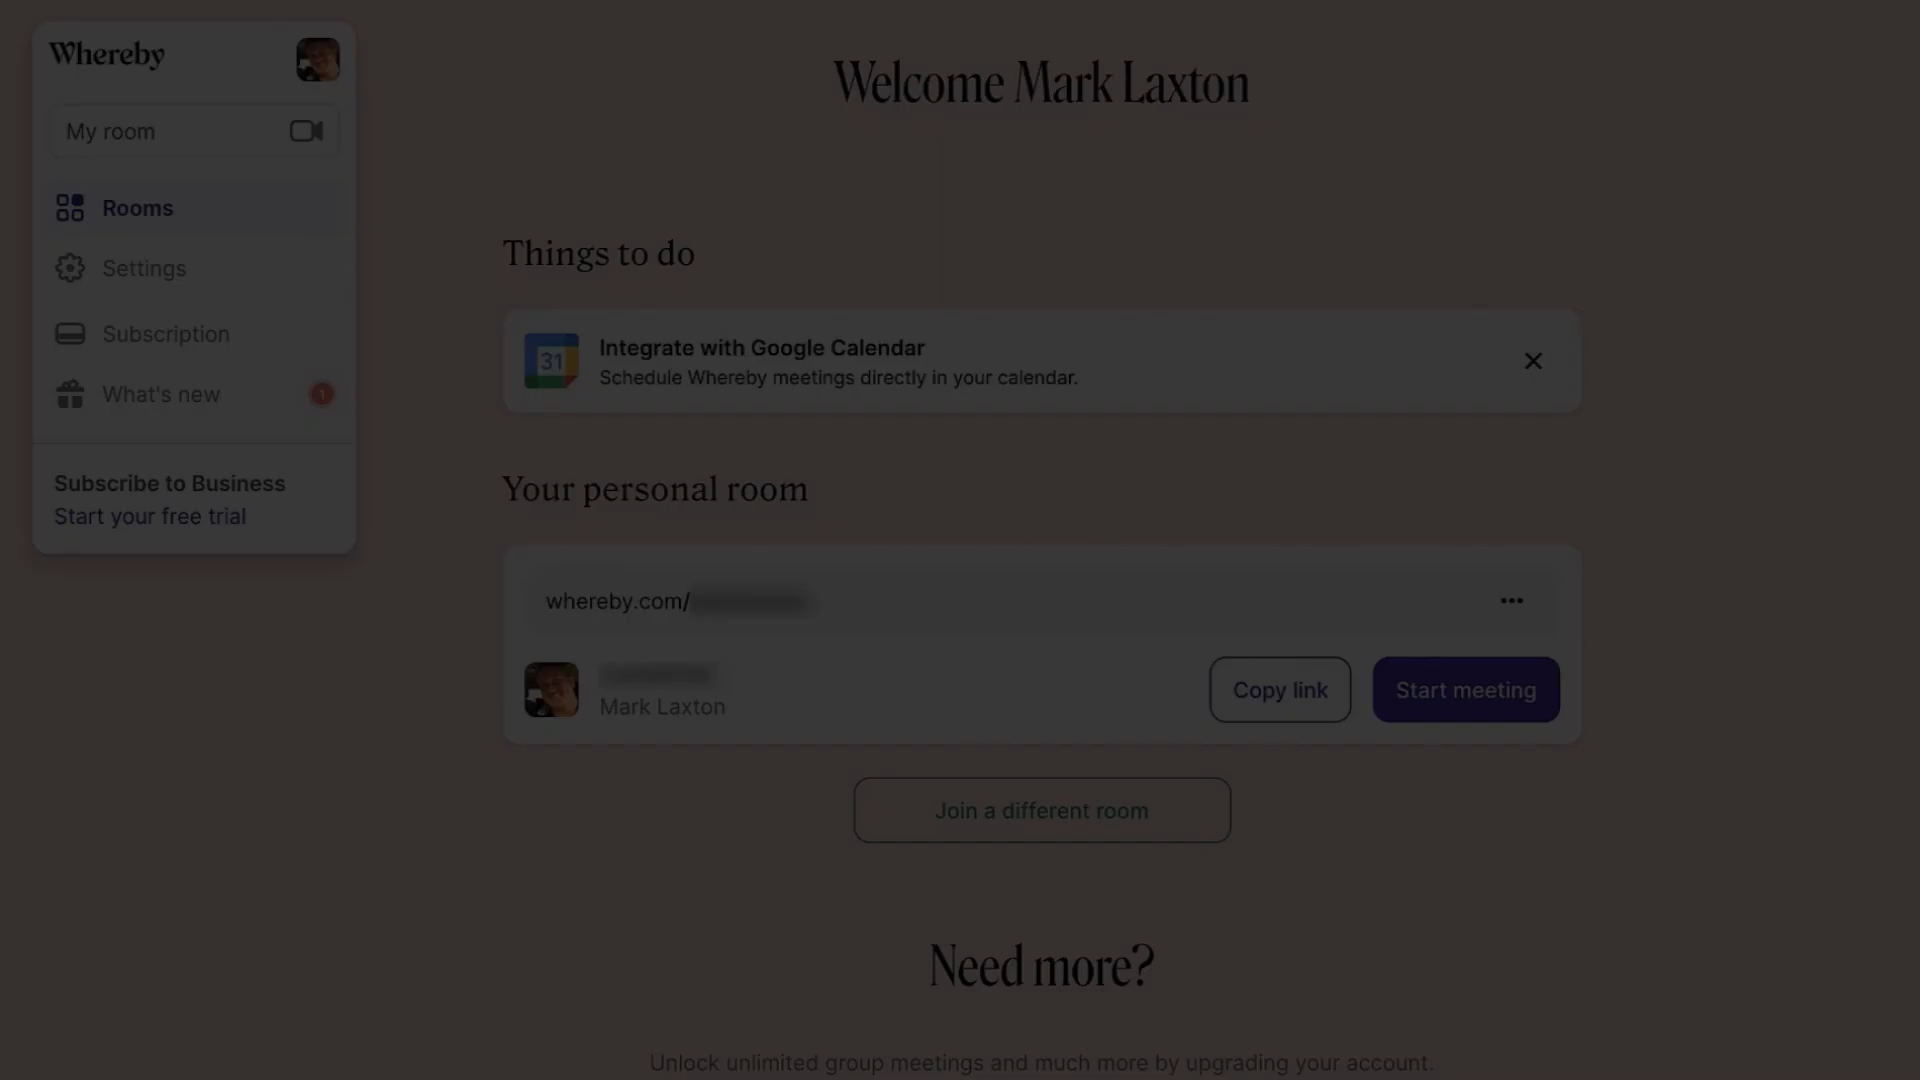 Whereby
My room
Rooms
Settings
Subscription
What's new
1
Subscribe to Business
Start your free trial
Welcome Mark Laxton
Things to do
31
Integrate with Google Calendar
Schedule Whereby meetings directly in your calendar.
Your personal room
whereby.com/
Mark Laxton
Copy link
Start meeting
Join a different room
Need more?
Unlock unlimited group meetings and much more by upgrading your account.